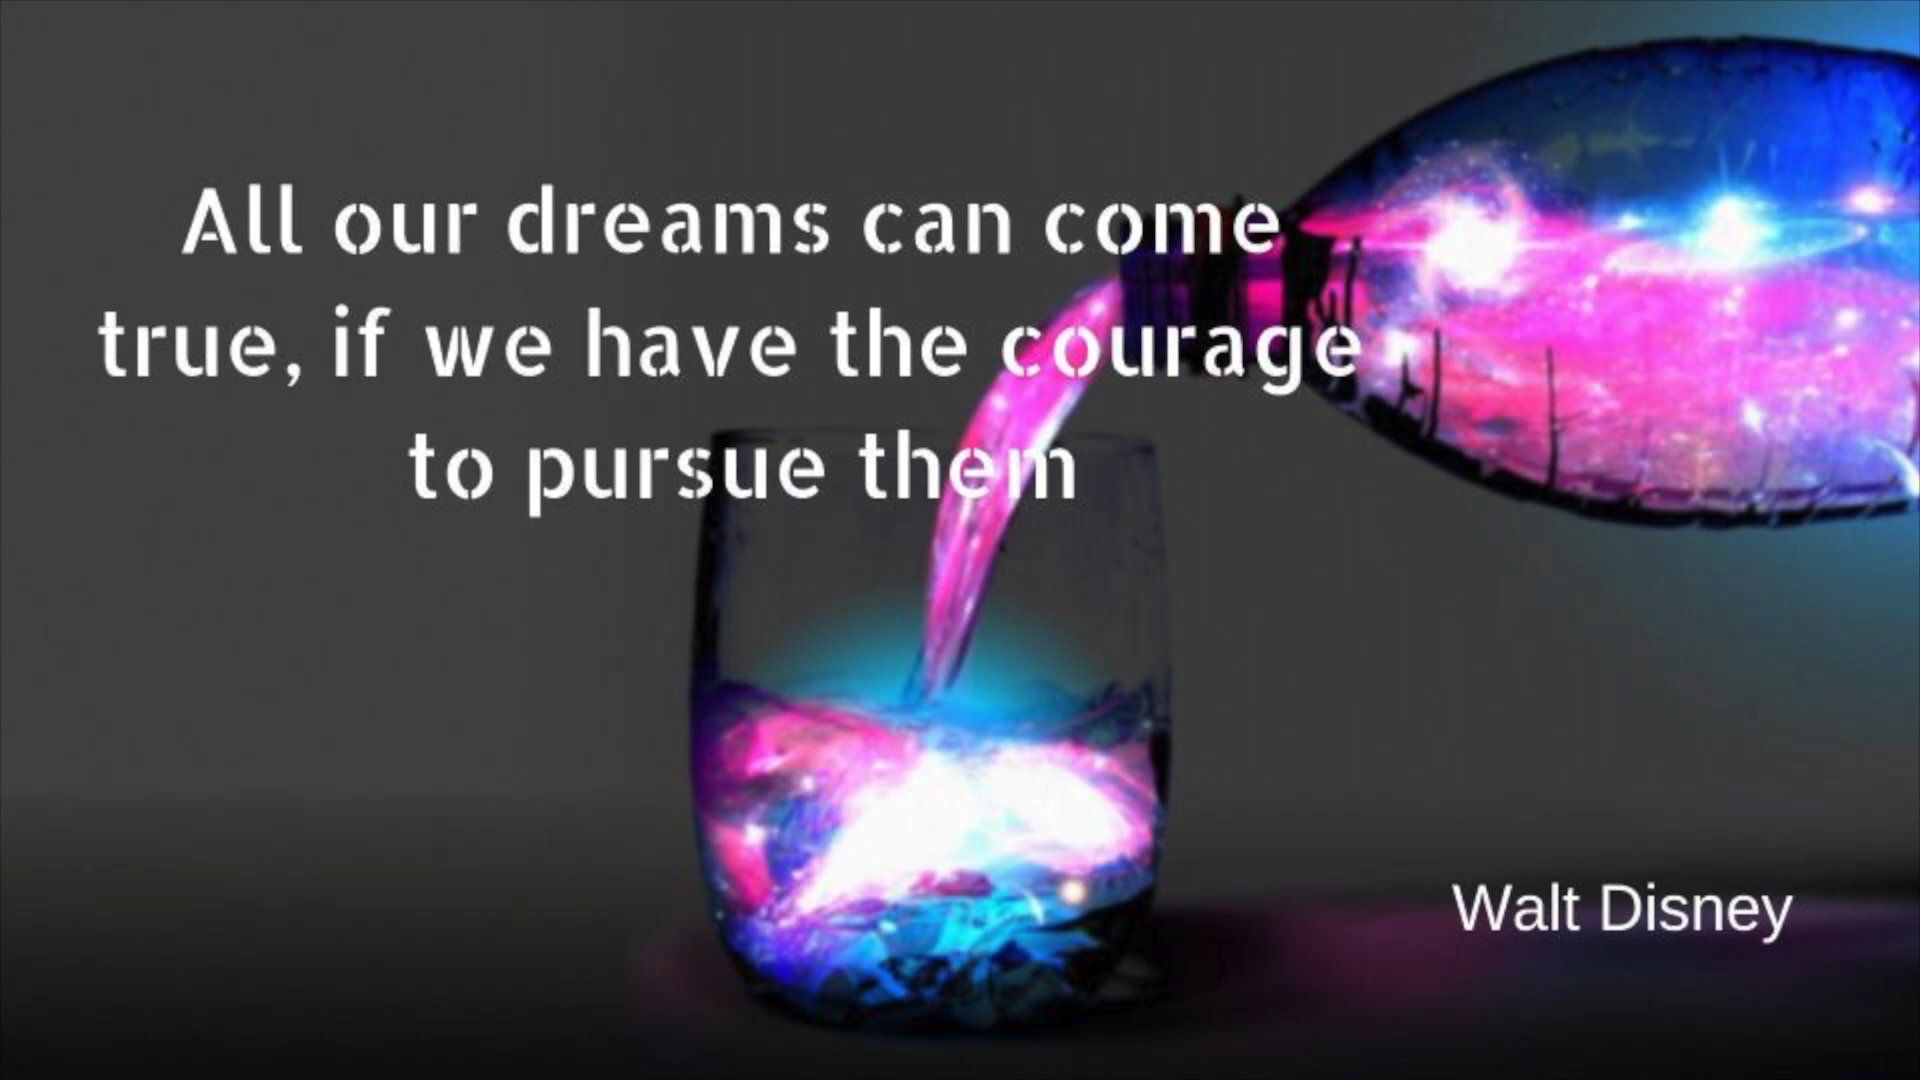 All our dreams can come
true, if we have the courage
to pursue them
Walt Disney